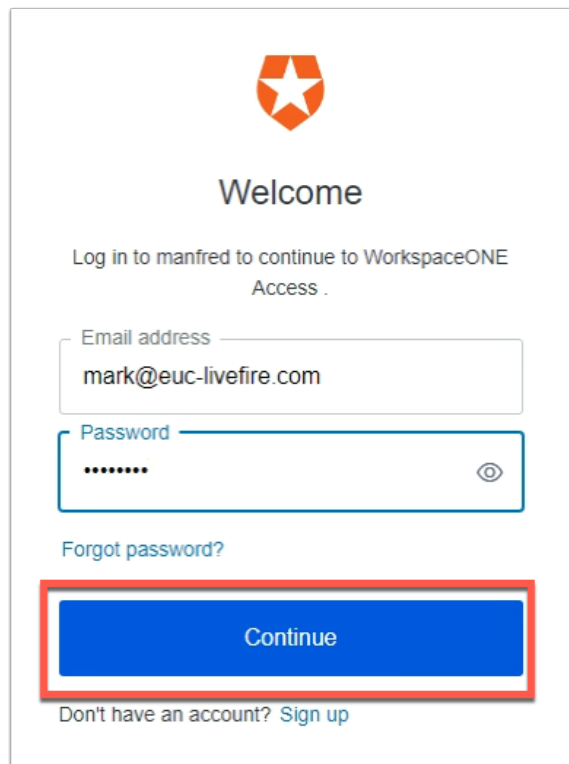 Welcome
Log in to manfred to continue to WorkspaceONE
Access .
Email address
mark@euc-livefire.com
Password
••••••••
Forgot password?
Continue
Don't have an account? Sign up